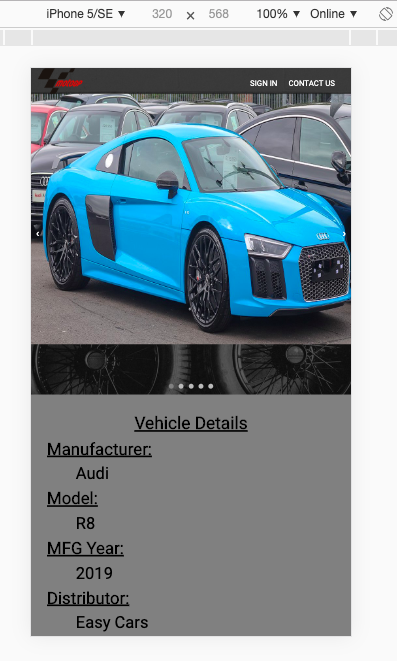 iPhone 5/SE ▼ 320 × 568 100% ▼ Online ▼
SIGN IN CONTACT US
Vehicle Details
Manufacturer:
Audi
Model:
R8
MFG Year:
2019
Distributor:
Easy Cars